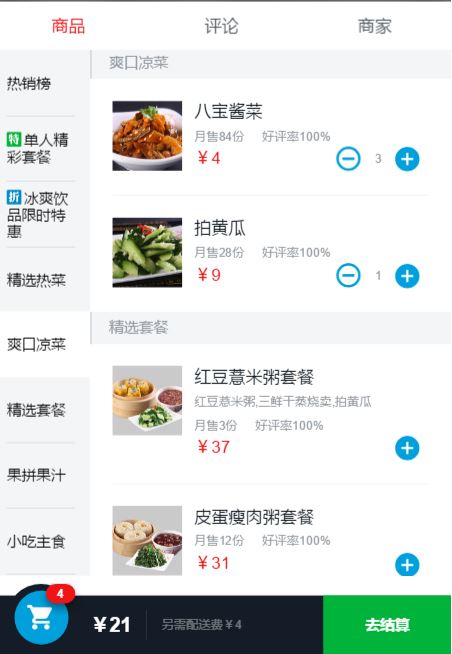 商品 评论 商家
热销榜
特 单人精
彩套餐
折 冰爽饮
品限时特
惠
精选热菜
爽口凉菜
精选套餐
果拼果汁
小吃主食
爽口凉菜
八宝酱菜
月售84份 好评率100%
￥4
3
拍黄瓜
月售28份 好评率100%
￥9
1
精选套餐
红豆薏米粥套餐
红豆薏米粥,三鲜干蒸烧卖,拍黄瓜
月售3份 好评率100%
￥37
皮蛋瘦肉粥套餐
月售12份 好评率100%
￥31
4
¥21
另需配送费￥4
去结算